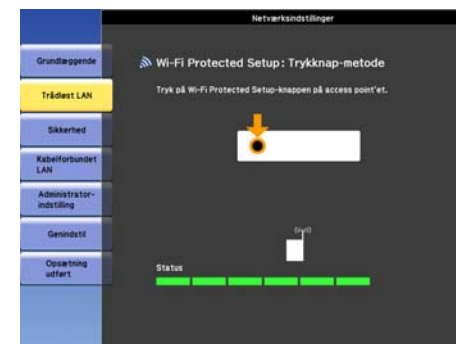 Netværksindstillinger
Grundlæggende
Trådløst LAN
Sikkerhed
Kabelforbundet
LAN
Administrator-
indstilling
Genindstil
Opsætning
udført
Wi-Fi Protected Setup: Trykknap-metode
Tryk på Wi-Fi Protected Setup-knappen på access point'et.
Status